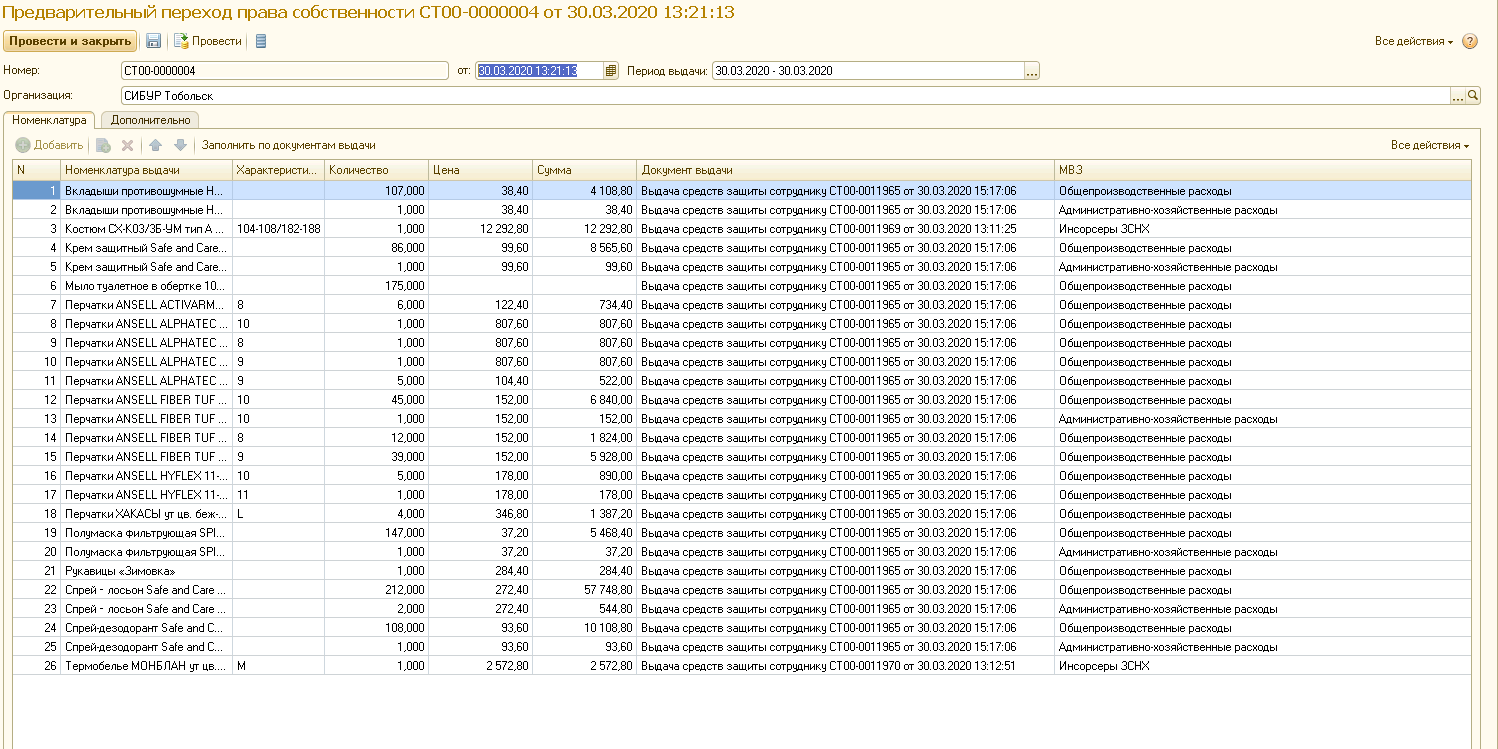 Предварительный переход права собственности СТ00-0000004 от 30.03.2020 13:21:13
Провести и закрыть Провести Все действия
Номер: СТ00-0000004 от: 30.03.2020 13:21:13 Период выдачи: 30.03.2020 - 30.03.2020 ...
Организация: СИБУР Тобольск ...
Номенклатура Дополнительно
Добавить Заполнить по документам выдачи Все действия
N Номенклатура выдачи Характеристи... Количество Цена Сумма Документ выдачи МВЗ
1 Вкладыши противошумные Н... 107,000 38,40 4 108,80 Выдача средств защиты сотруднику СТ00-0011965 от 30.03.2020 15:17:06 Общепроизводственные расходы
2 Вкладыши противошумные Н... 1,000 38,40 38,40 Выдача средств защиты сотруднику СТ00-0011965 от 30.03.2020 15:17:06 Административно-хозяйственные расходы
3 Костюм СХ-К03/ЗБ-УМ тип А ... 104-108/182-188 1,000 12 292,80 12 292,80 Выдача средств защиты сотруднику СТ00-0011969 от 30.03.2020 13:11:25 Инсорсеры ЗСНХ
4 Крем защитный Safe and Care... 86,000 99,60 8 565,60 Выдача средств защиты сотруднику СТ00-0011965 от 30.03.2020 15:17:06 Общепроизводственные расходы
5 Крем защитный Safe and Care... 1,000 99,60 99,60 Выдача средств защиты сотруднику СТ00-0011965 от 30.03.2020 15:17:06 Административно-хозяйственные расходы
6 Мыло туалетное в обертке 10... 175,000 Выдача средств защиты сотруднику СТ00-0011965 от 30.03.2020 15:17:06 Общепроизводственные расходы
7 Перчатки ANSELL ACTIVARM... 8 6,000 122,40 734,40 Выдача средств защиты сотруднику СТ00-0011965 от 30.03.2020 15:17:06 Общепроизводственные расходы
8 Перчатки ANSELL ALPHATEC ... 10 1,000 807,60 807,60 Выдача средств защиты сотруднику СТ00-0011965 от 30.03.2020 15:17:06 Общепроизводственные расходы
9 Перчатки ANSELL ALPHATEC ... 8 1,000 807,60 807,60 Выдача средств защиты сотруднику СТ00-0011965 от 30.03.2020 15:17:06 Общепроизводственные расходы
10 Перчатки ANSELL ALPHATEC ... 9 1,000 807,60 807,60 Выдача средств защиты сотруднику СТ00-0011965 от 30.03.2020 15:17:06 Общепроизводственные расходы
11 Перчатки ANSELL ALPHATEC ... 9 5,000 104,40 522,00 Выдача средств защиты сотруднику СТ00-0011965 от 30.03.2020 15:17:06 Общепроизводственные расходы
12 Перчатки ANSELL FIBER TUF ... 10 45,000 152,00 6 840,00 Выдача средств защиты сотруднику СТ00-0011965 от 30.03.2020 15:17:06 Общепроизводственные расходы
13 Перчатки ANSELL FIBER TUF ... 10 1,000 152,00 152,00 Выдача средств защиты сотруднику СТ00-0011965 от 30.03.2020 15:17:06 Административно-хозяйственные расходы
14 Перчатки ANSELL FIBER TUF ... 8 12,000 152,00 1 824,00 Выдача средств защиты сотруднику СТ00-0011965 от 30.03.2020 15:17:06 Общепроизводственные расходы
15 Перчатки ANSELL FIBER TUF ... 9 39,000 152,00 5 928,00 Выдача средств защиты сотруднику СТ00-0011965 от 30.03.2020 15:17:06 Общепроизводственные расходы
16 Перчатки ANSELL HYFLEX 11-... 10 5,000 178,00 890,00 Выдача средств защиты сотруднику СТ00-0011965 от 30.03.2020 15:17:06 Общепроизводственные расходы
17 Перчатки ANSELL HYFLEX 11-... 11 1,000 178,00 178,00 Выдача средств защиты сотруднику СТ00-0011965 от 30.03.2020 15:17:06 Общепроизводственные расходы
18 Перчатки ХАКАСЫ ут цв. беж-... L 4,000 346,80 1 387,20 Выдача средств защиты сотруднику СТ00-0011965 от 30.03.2020 15:17:06 Общепроизводственные расходы
19 Полумаска фильтрующая SPI... 147,000 37,20 5 468,40 Выдача средств защиты сотруднику СТ00-0011965 от 30.03.2020 15:17:06 Общепроизводственные расходы
20 Полумаска фильтрующая SPI... 1,000 37,20 37,20 Выдача средств защиты сотруднику СТ00-0011965 от 30.03.2020 15:17:06 Административно-хозяйственные расходы
21 Рукавицы «Зимовка» 1,000 284,40 284,40 Выдача средств защиты сотруднику СТ00-0011965 от 30.03.2020 15:17:06 Общепроизводственные расходы
22 Спрей - лосьон Safe and Care ... 212,000 272,40 57 748,80 Выдача средств защиты сотруднику СТ00-0011965 от 30.03.2020 15:17:06 Общепроизводственные расходы
23 Спрей - лосьон Safe and Care ... 2,000 272,40 544,80 Выдача средств защиты сотруднику СТ00-0011965 от 30.03.2020 15:17:06 Административно-хозяйственные расходы
24 Спрей-дезодорант Safe and C... 108,000 93,60 10 108,80 Выдача средств защиты сотруднику СТ00-0011965 от 30.03.2020 15:17:06 Общепроизводственные расходы
25 Спрей-дезодорант Safe and C... 1,000 93,60 93,60 Выдача средств защиты сотруднику СТ00-0011965 от 30.03.2020 15:17:06 Административно-хозяйственные расходы
26 Термобелье МОНБЛАН ут цв.... M 1,000 2 572,80 2 572,80 Выдача средств защиты сотруднику СТ00-0011970 от 30.03.2020 13:12:51 Инсорсеры ЗСНХ